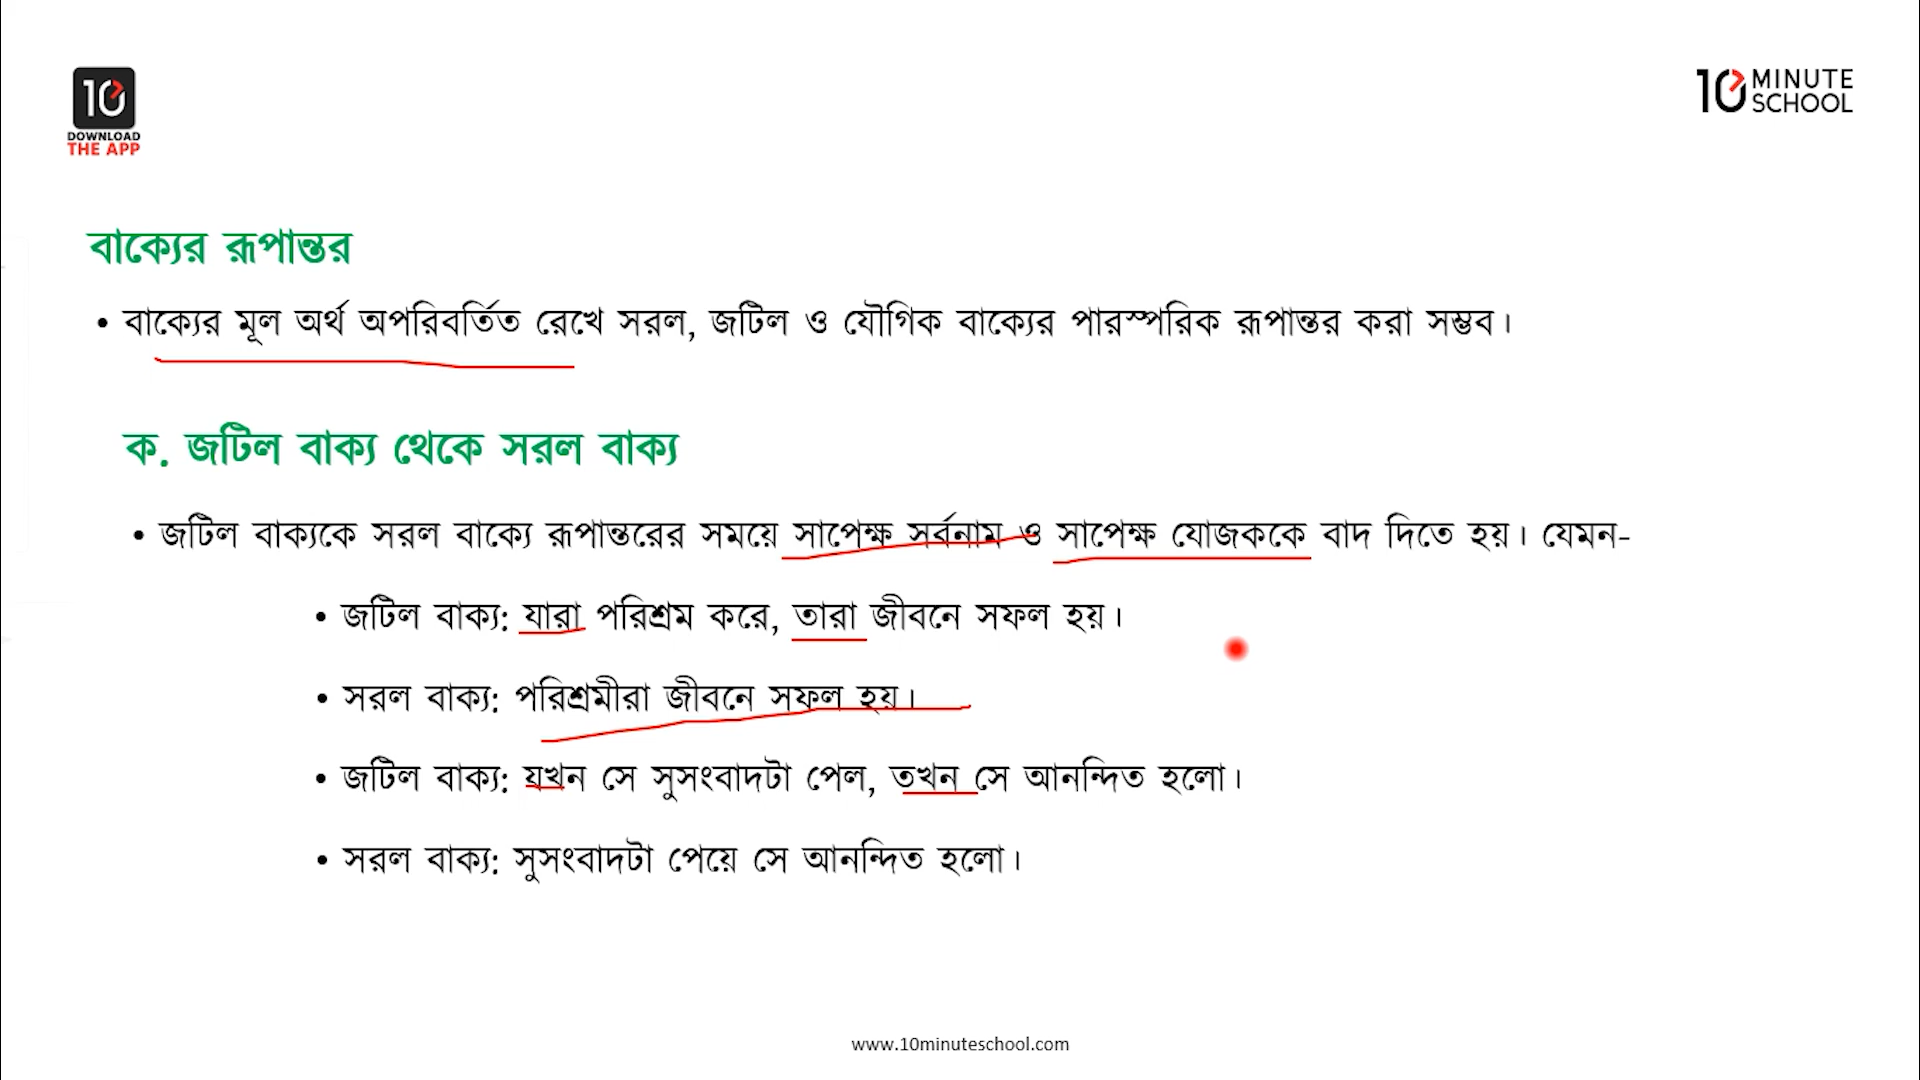 10
DOWNLOAD
THE APP
10 MINUTE
SCHOOL
বাক্যের রূপান্তর
• বাক্যের মূল অর্থ অপরিবর্তিত রেখে সরল, জটিল ও যৌগিক বাক্যের পারস্পরিক রূপান্তর করা সম্ভব।
ক. জটিল বাক্য থেকে সরল বাক্য
• জটিল বাক্যকে সরল বাক্যে রূপান্তরের সময়ে সাপেক্ষ সর্বনাম ও সাপেক্ষ যোজককে বাদ দিতে হয়। যেমন-
• জটিল বাক্য: যারা পরিশ্রম করে, তারা জীবনে সফল হয়।
• সরল বাক্য: পরিশ্রমীরা জীবনে সফল হয়।
• জটিল বাক্য: যখন সে সুসংবাদটা পেল, তখন সে আনন্দিত হলো।
• সরল বাক্য: সুসংবাদটা পেয়ে সে আনন্দিত হলো।
www.10minuteschool.com